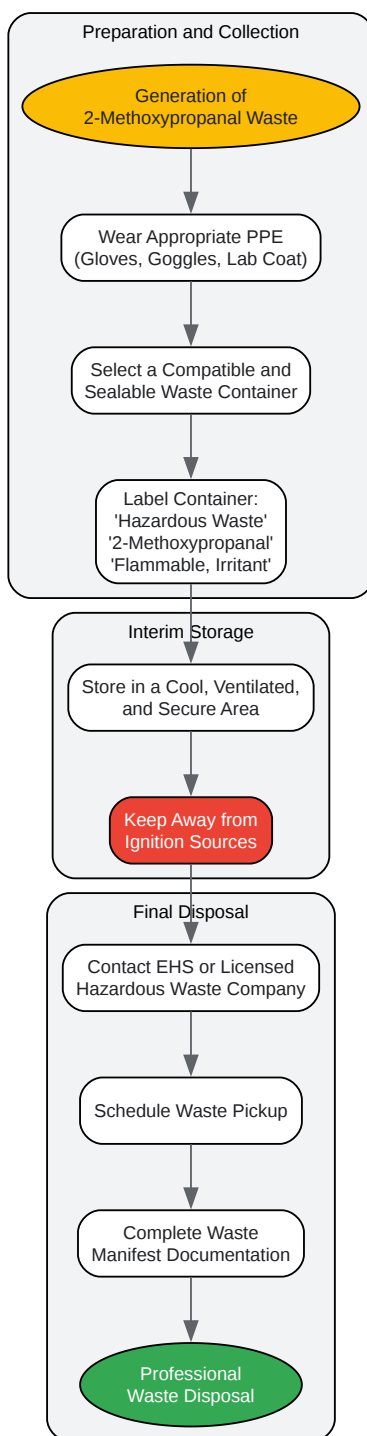 Preparation and Collection
Generation of
2-Methoxypropanal Waste
Wear Appropriate PPE
(Gloves, Goggles, Lab Coat)
Select a Compatible and
Sealable Waste Container
Label Container:
'Hazardous Waste'
'2-Methoxypropanal'
'Flammable, Irritant'
Interim Storage
Store in a Cool, Ventilated,
and Secure Area
Keep Away from
Ignition Sources
Final Disposal
Contact EHS or Licensed
Hazardous Waste Company
Schedule Waste Pickup
Complete Waste
Manifest Documentation
Professional
Waste Disposal